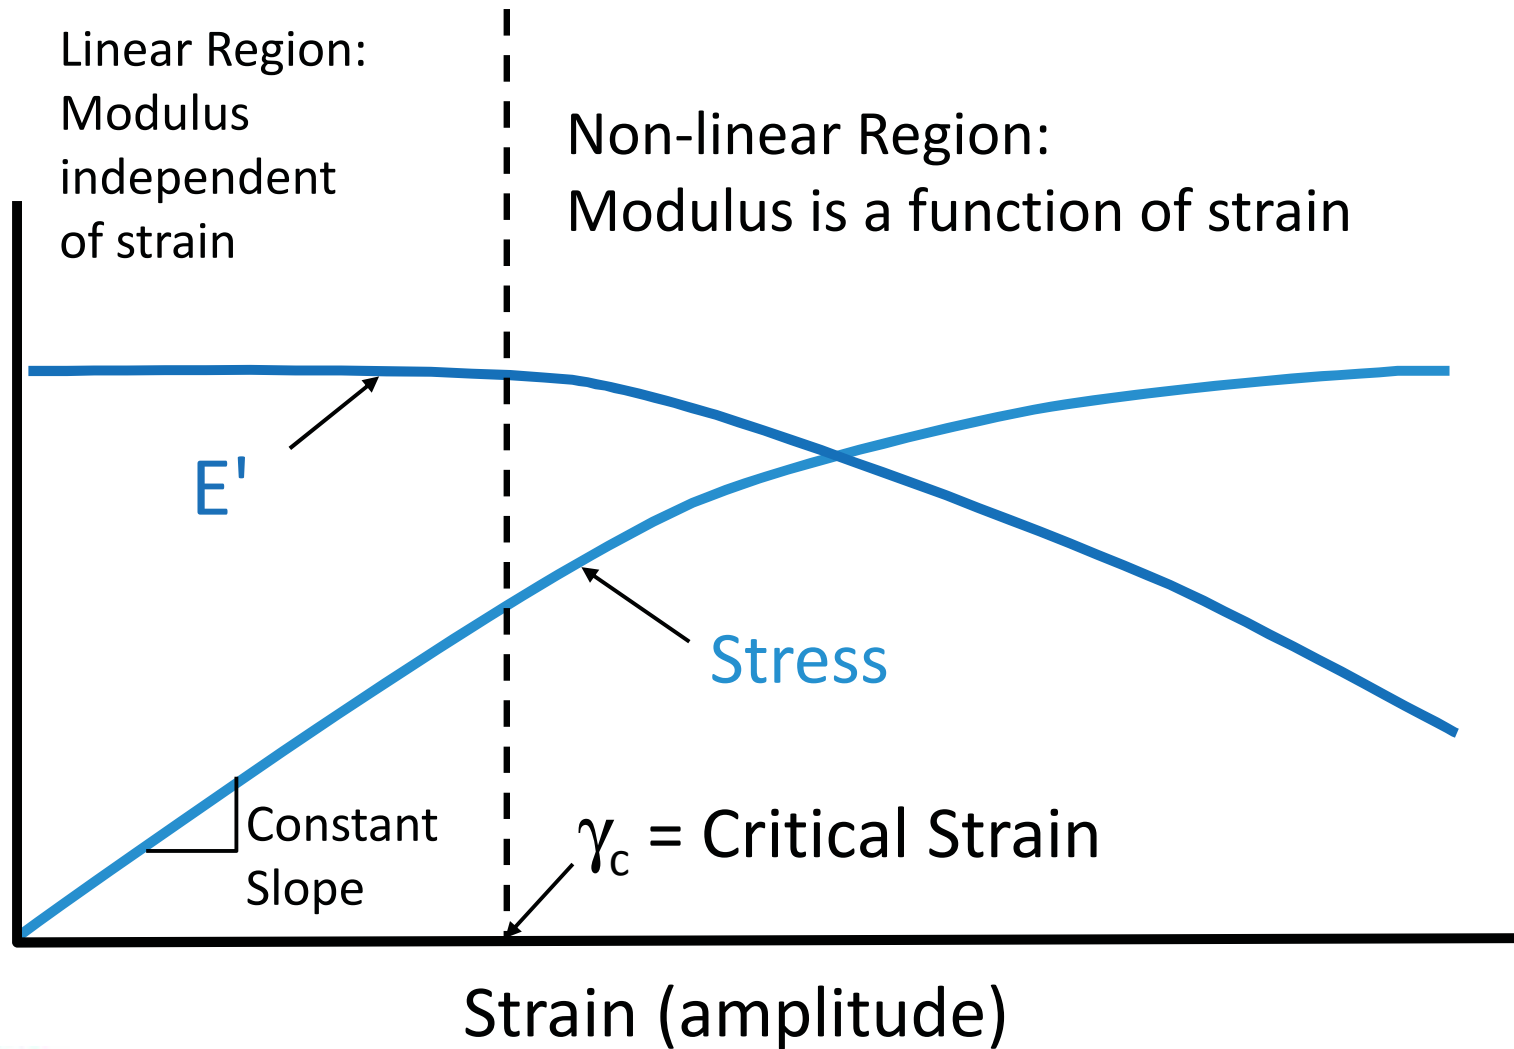 Linear Region:
Modulus
independent
of strain
Non-linear Region:
Modulus is a function of strain
E'
Stress
Constant
Slope
γc = Critical Strain
Strain (amplitude)